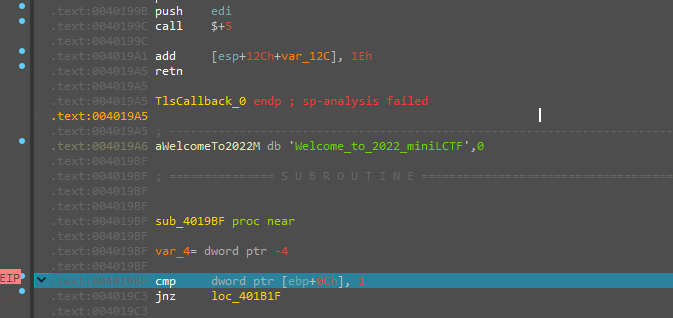 .text:0040199B push edi
.text:0040199C call $+5
.text:0040199C
.text:004019A1 add [esp+12Ch+var_12C], 1Eh
.text:004019A5 retn
.text:004019A5
.text:004019A5 TlsCallback_0 endp ; sp-analysis failed
.text:004019A5
.text:004019A5 ; ---------------------------------------------------------------------------
.text:004019A6 aWelcomeTo2022M db 'Welcome_to_2022_miniLCTF',0
.text:004019BF
.text:004019BF ; =============== S U B R O U T I N E =======================================
.text:004019BF
.text:004019BF
.text:004019BF sub_4019BF proc near
.text:004019BF
.text:004019BF var_4= dword ptr -4
.text:004019BF
EIP .text:004019BF cmp dword ptr [ebp+0Ch], 1
.text:004019C3 jnz loc_401B1F
.text:004019C3